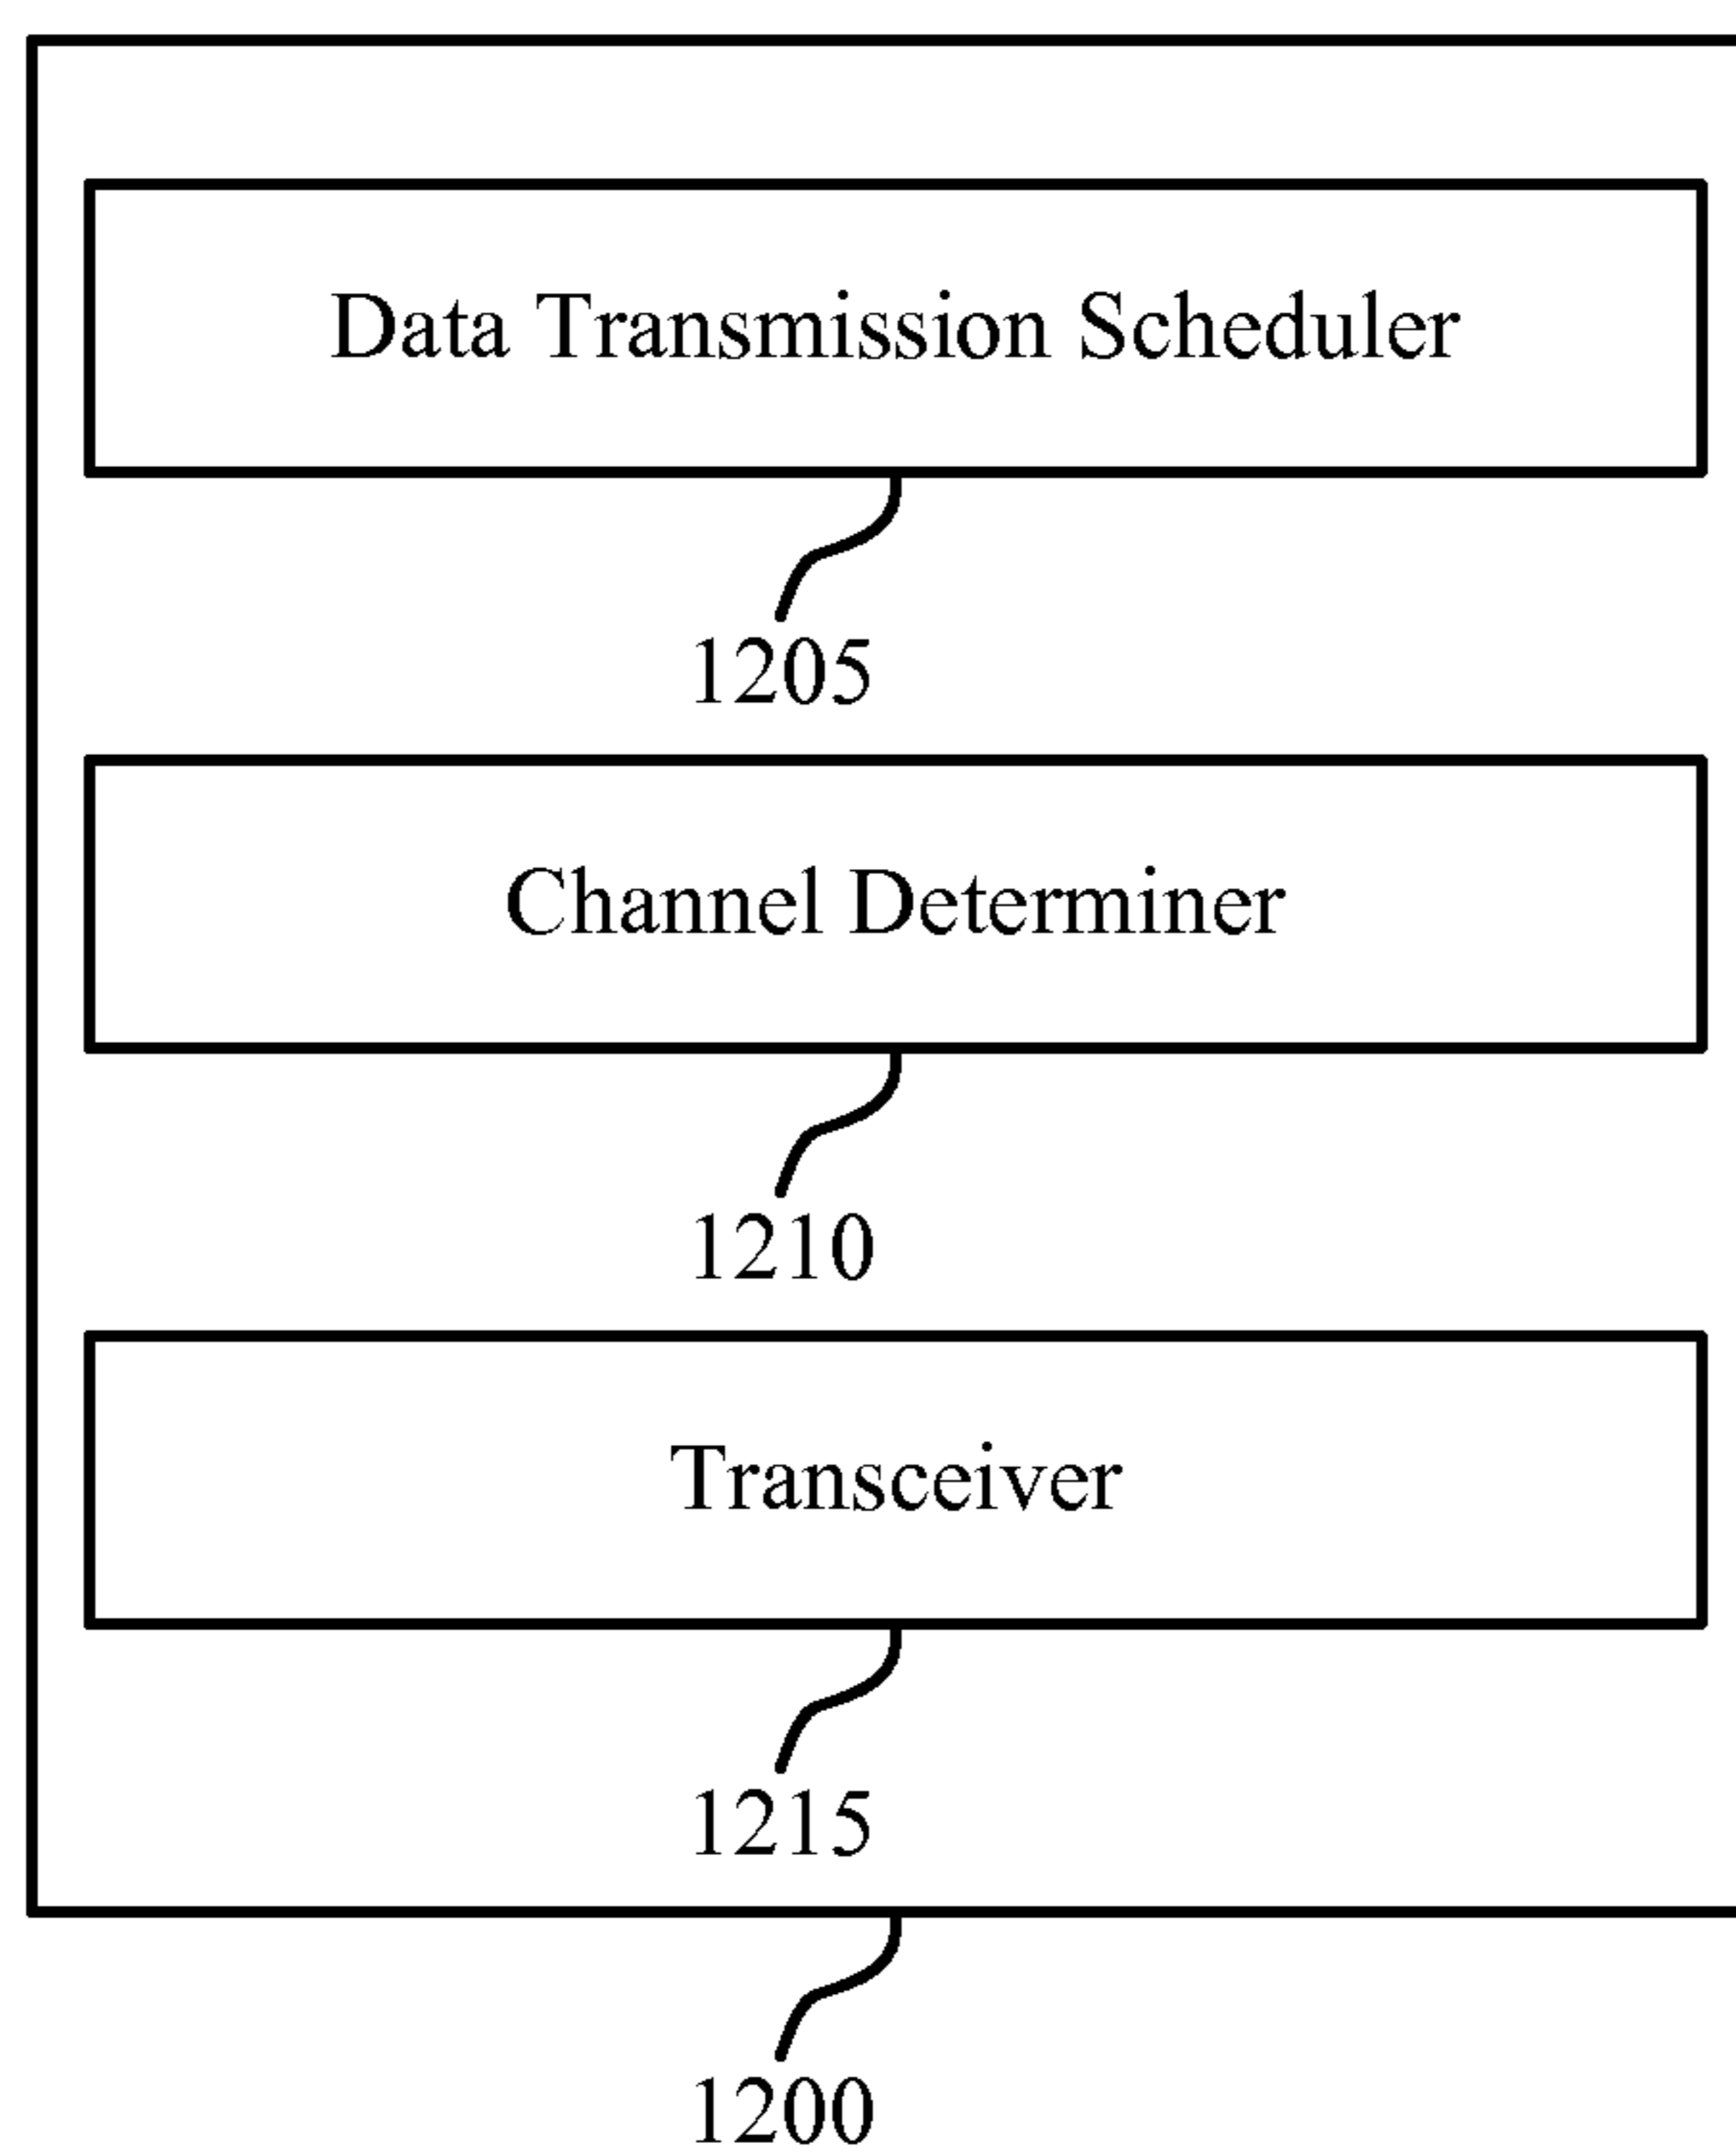 Data Transmission Scheduler
1205
Channel Determiner
1210
Transceiver
1215
1200